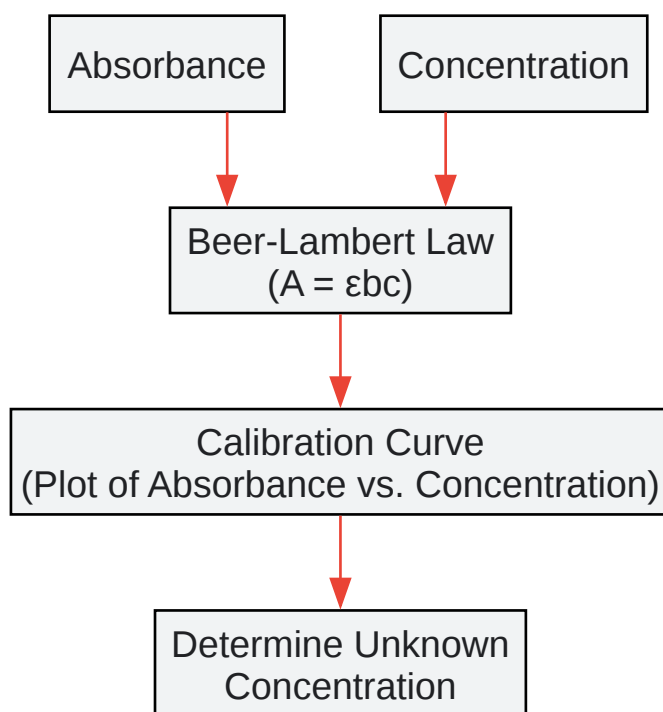 Absorbance
Concentration
Beer-Lambert Law
(A = εbc)
Calibration Curve
(Plot of Absorbance vs. Concentration)
Determine Unknown
Concentration